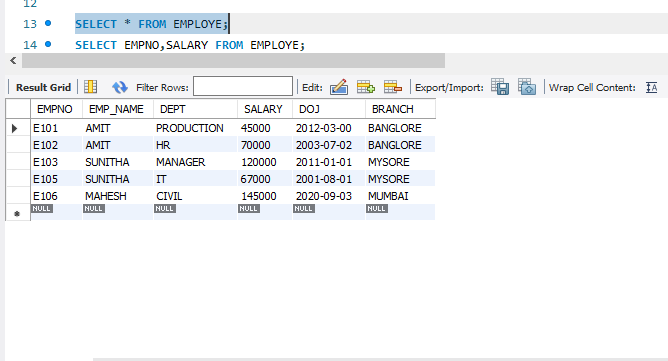 12
13 SELECT * FROM EMPLOYE;
14 SELECT EMPNO,SALARY FROM EMPLOYE;
Result Grid Filter Rows: Edit: Export/Import: Wrap Cell Content: IA
EMPNO EMP_NAME DEPT SALARY DOJ BRANCH
E101 AMIT PRODUCTION 45000 2012-03-00 BANGLORE
E102 AMIT HR 70000 2003-07-02 BANGLORE
E103 SUNITHA MANAGER 120000 2011-01-01 MYSORE
E105 SUNITHA IT 67000 2001-08-01 MYSORE
E106 MAHESH CIVIL 145000 2020-09-03 MUMBAI
NULL NULL NULL NULL NULL NULL